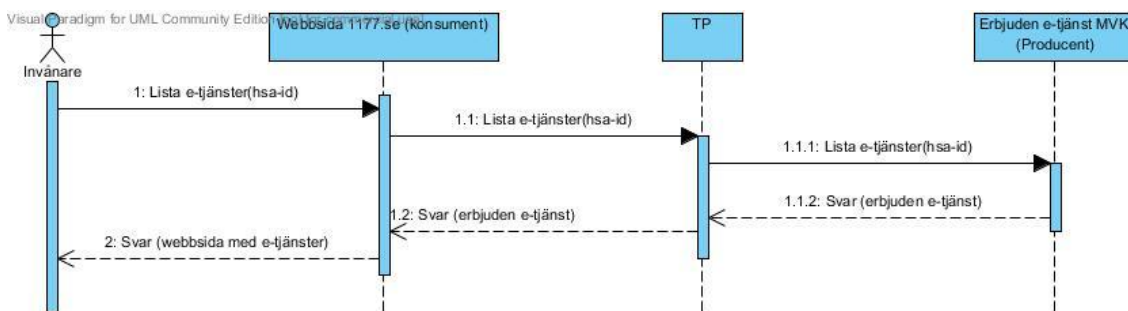 Visual Paradigm for UML Community Edition
Webbsida 1177.se (konsument)
TP
Erbjuden e-tjänst MVK
(Producent)
Invånare
1: Lista e-tjänster(hsa-id)
1.1: Lista e-tjänster(hsa-id)
1.1.1: Lista e-tjänster(hsa-id)
1.1.2: Svar (erbjuden e-tjänst)
1.2: Svar (erbjuden e-tjänst)
2: Svar (webbsida med e-tjänster)